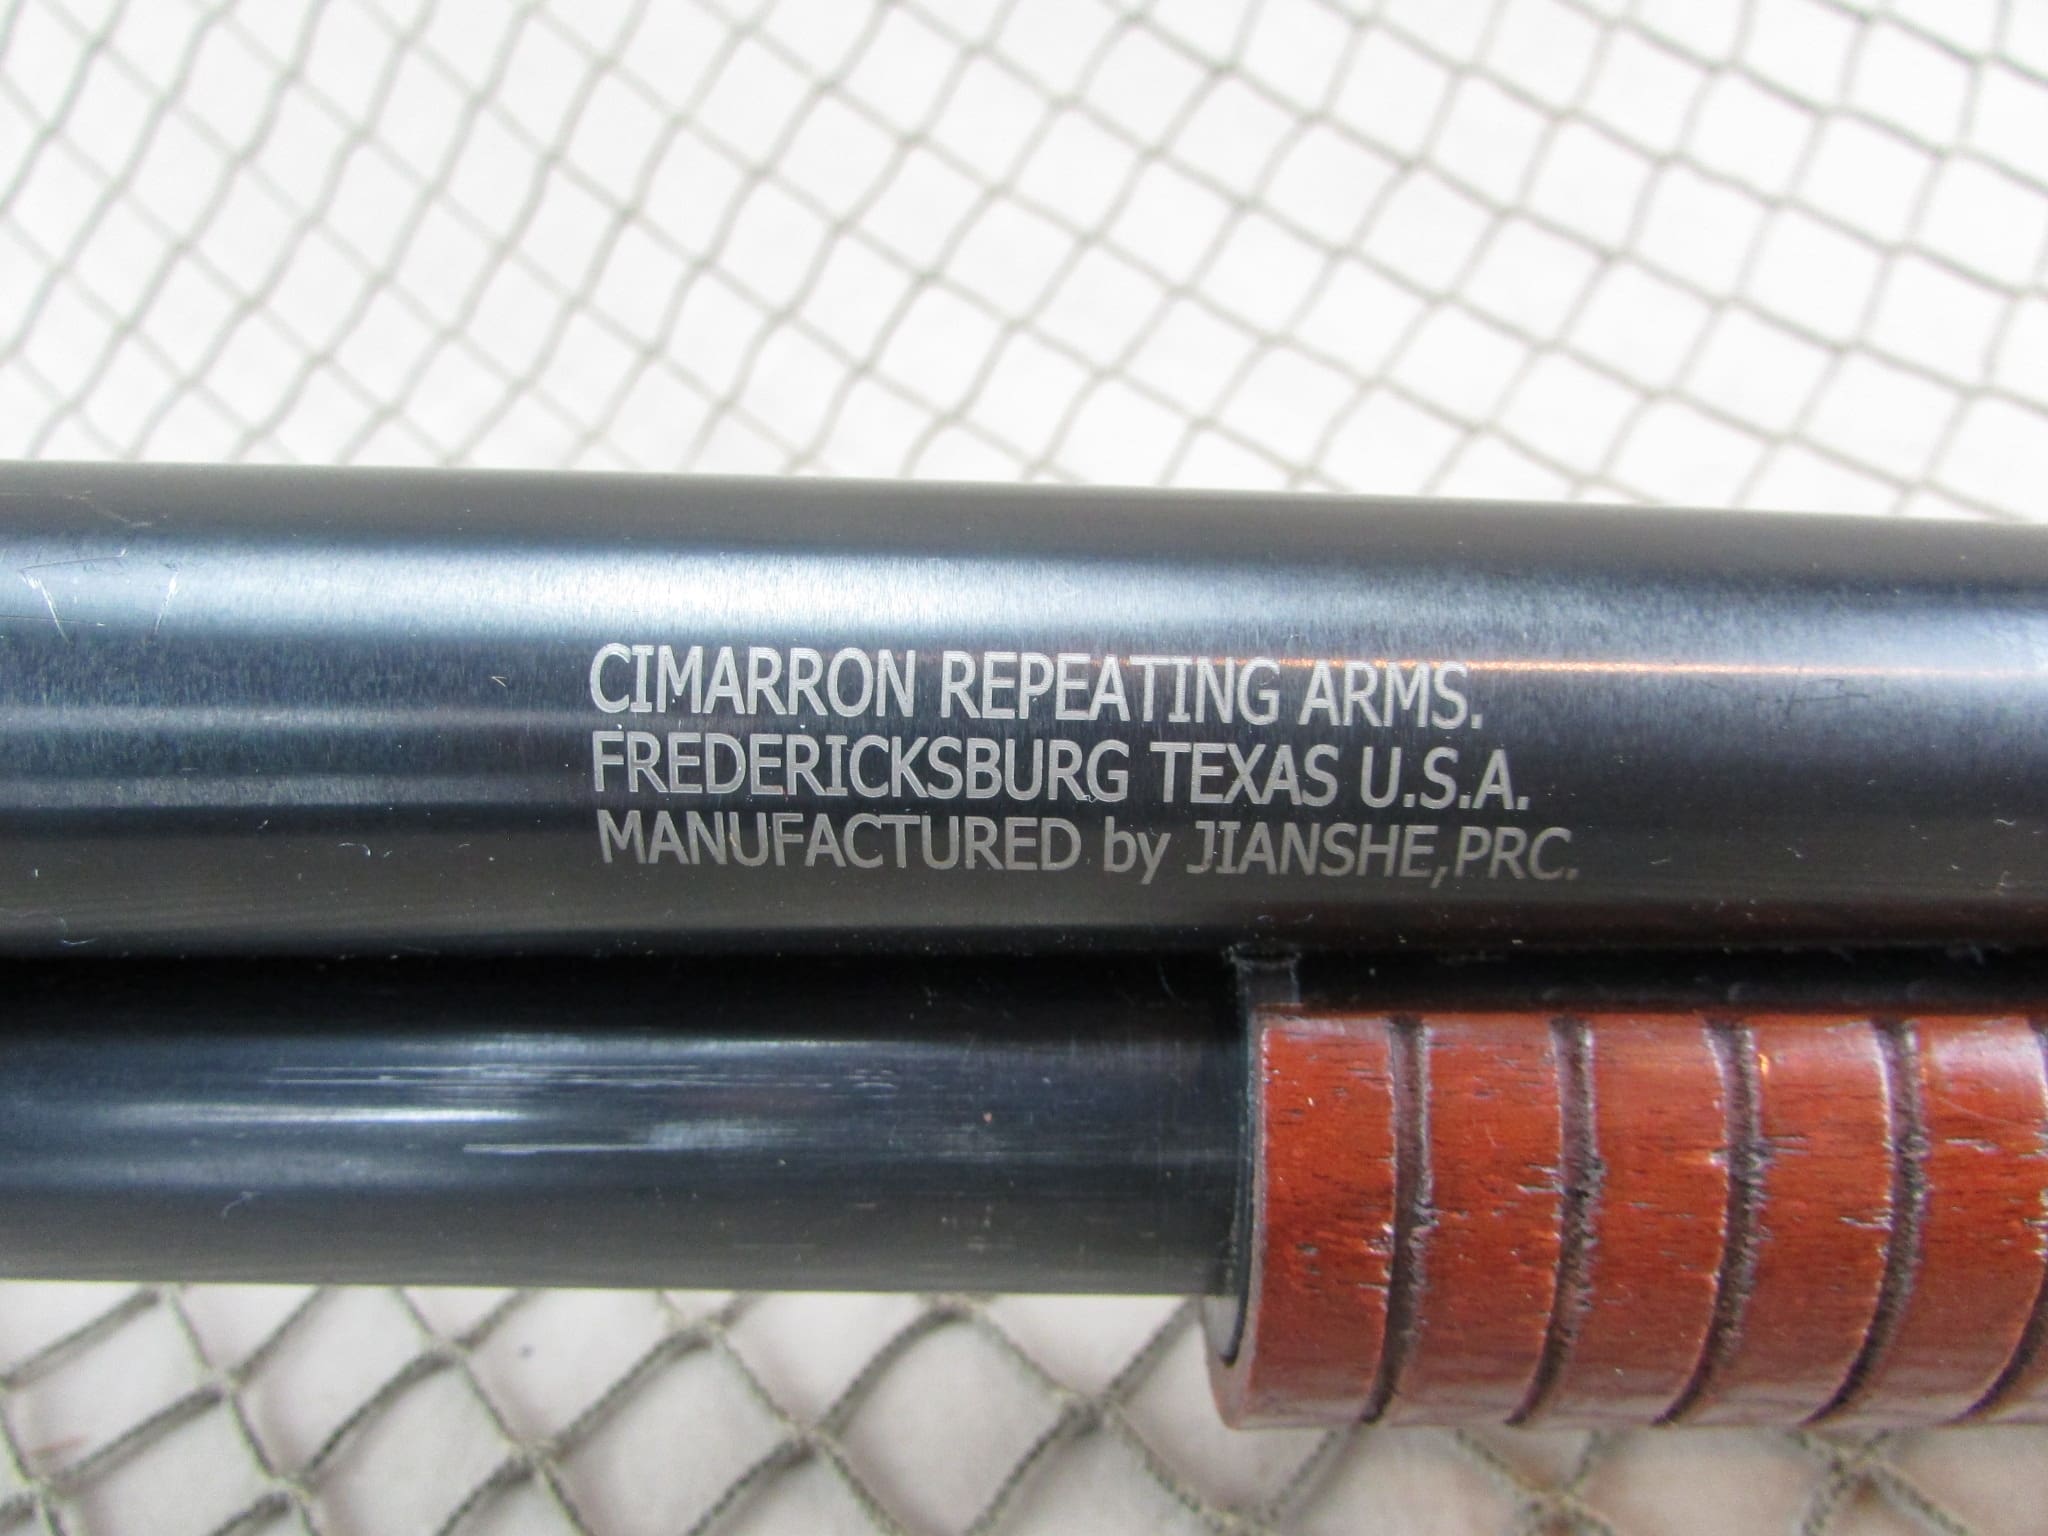 CIMARRON REPEATING ARMS.
FREDERICKSBURG TEXAS U.S.A.
MANUFACTURED by JIANSHE,PRC.